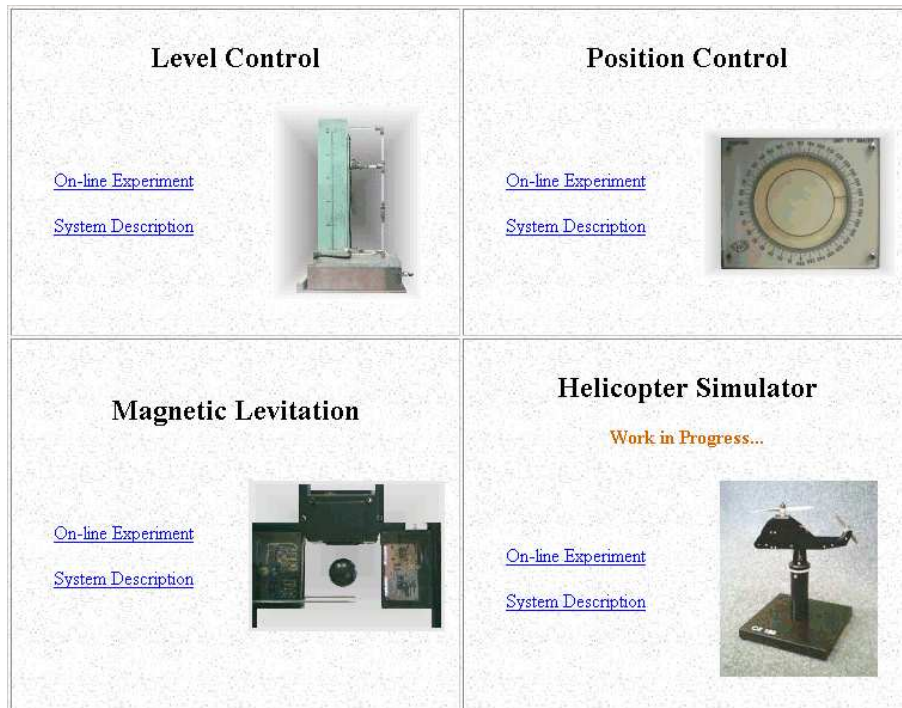 Level Control
On-line Experiment
System Description
Position Control
On-line Experiment
System Description
Magnetic Levitation
On-line Experiment
System Description
Helicopter Simulator
Work in Progress...
On-line Experiment
System Description